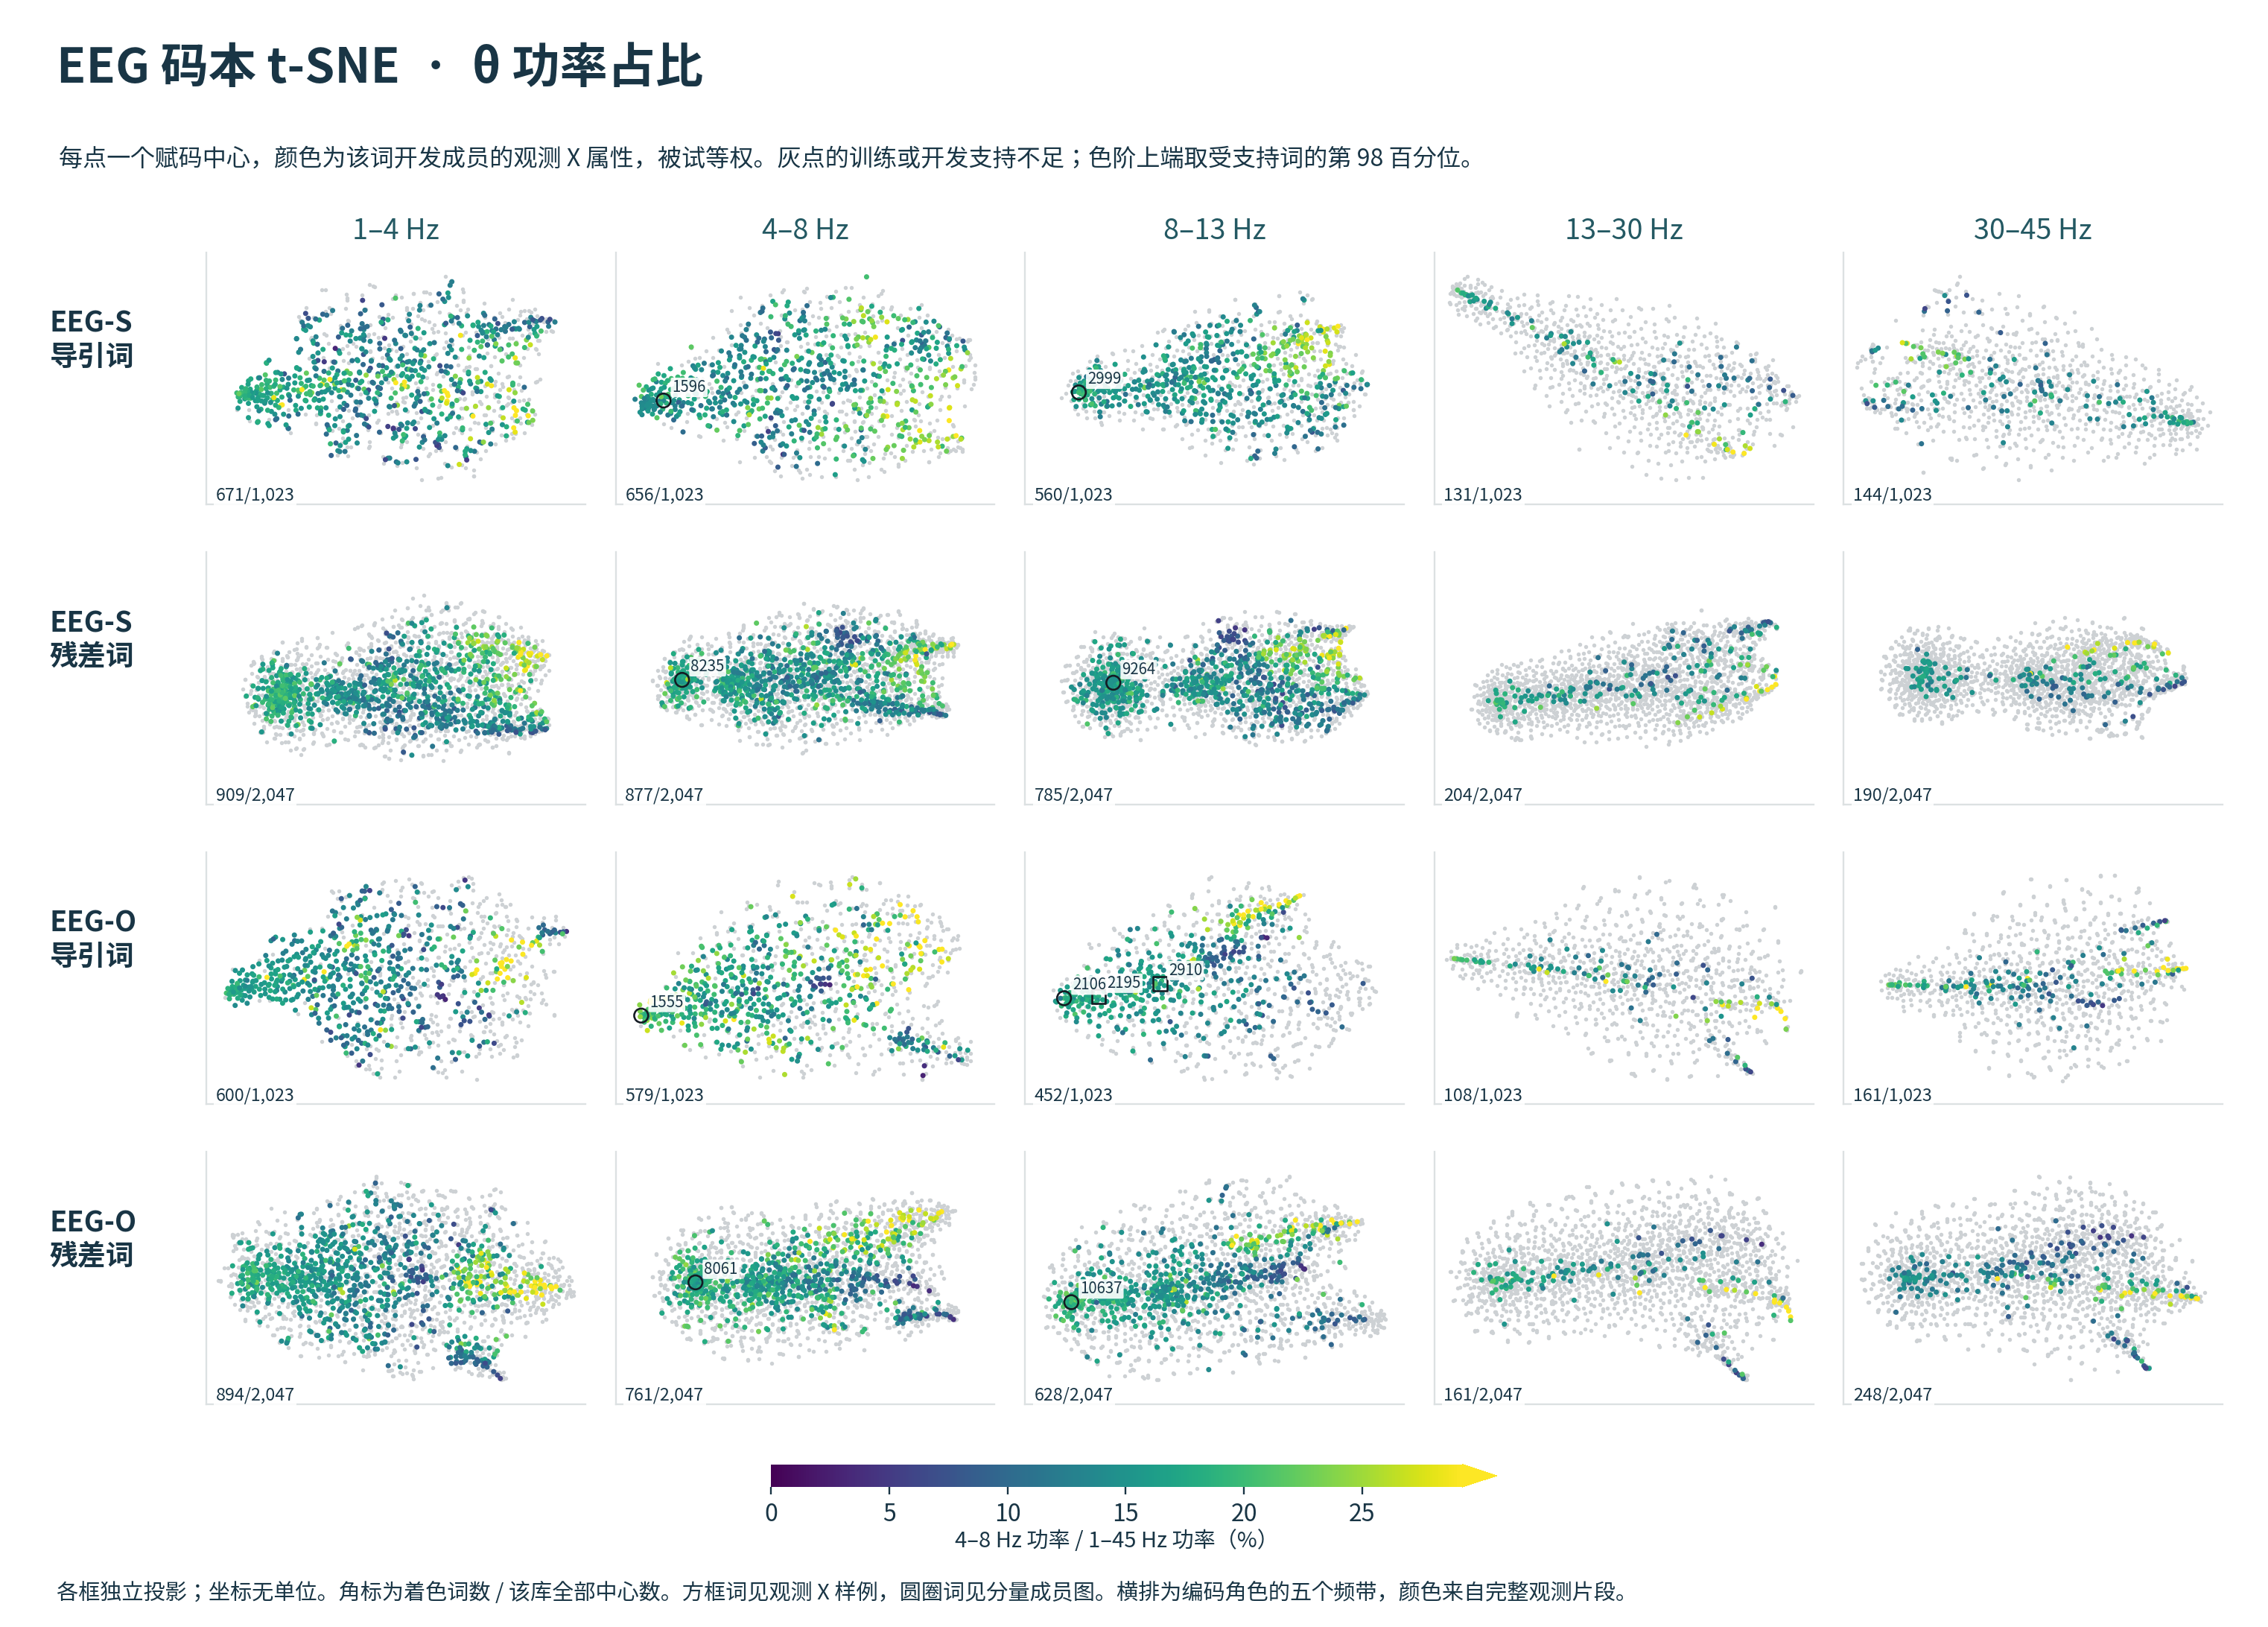 EEG 码本 t-SNE · θ 功率占比
每点一个赋码中心，颜色为该词开发成员的观测 X 属性，被试等权。灰点的训练或开发支持不足；色阶上端取受支持词的第 98 百分位。
1–4 Hz
4–8 Hz
8–13 Hz
13–30 Hz
30–45 Hz
EEG-S
导引词
1596
2999
671/1,023
656/1,023
560/1,023
131/1,023
144/1,023
EEG-S
残差词
8235
9264
909/2,047
877/2,047
785/2,047
204/2,047
190/2,047
EEG-O
导引词
1555
2106
2195
2910
600/1,023
579/1,023
452/1,023
108/1,023
161/1,023
EEG-O
残差词
8061
10637
894/2,047
761/2,047
628/2,047
161/2,047
248/2,047
0 5 10 15 20 25
4–8 Hz 功率 / 1–45 Hz 功率（%）
各框独立投影；坐标无单位。角标为着色词数 / 该库全部中心数。方框词见观测 X 样例，圆圈词见分量成员图。横排为编码角色的五个频带，颜色来自完整观测片段。